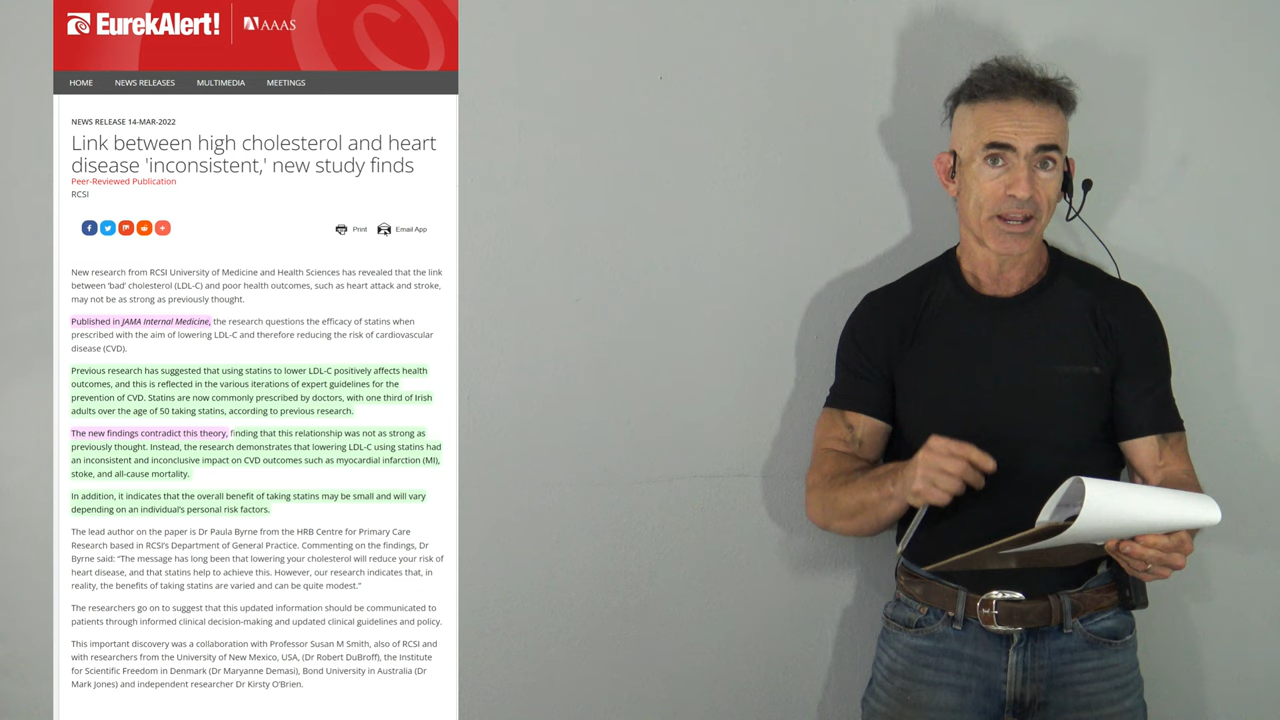 EurekAlert! AAAS
HOME NEWS RELEASES MULTIMEDIA MEETINGS
NEWS RELEASE 14-MAR-2022
Link between high cholesterol and heart
disease 'inconsistent,' new study finds
Peer-Reviewed Publication
RCSI
Print Email App
New research from RCSI University of Medicine and Health Sciences has revealed that the link
between ‘bad’ cholesterol (LDL-C) and poor health outcomes, such as heart attack and stroke,
may not be as strong as previously thought.
Published in JAMA Internal Medicine, the research questions the efficacy of statins when
prescribed with the aim of lowering LDL-C and therefore reducing the risk of cardiovascular
disease (CVD).
Previous research has suggested that using statins to lower LDL-C positively affects health
outcomes, and this is reflected in the various iterations of expert guidelines for the
prevention of CVD. Statins are now commonly prescribed by doctors, with one third of Irish
adults over the age of 50 taking statins, according to previous research.
The new findings contradict this theory, finding that this relationship was not as strong as
previously thought. Instead, the research demonstrates that lowering LDL-C using statins had
an inconsistent and inconclusive impact on CVD outcomes such as myocardial infarction (MI),
stoke, and all-cause mortality.
In addition, it indicates that the overall benefit of taking statins may be small and will vary
depending on an individual’s personal risk factors.
The lead author on the paper is Dr Paula Byrne from the HRB Centre for Primary Care
Research based in RCSI’s Department of General Practice. Commenting on the findings, Dr
Byrne said: “The message has long been that lowering your cholesterol will reduce your risk of
heart disease, and that statins help to achieve this. However, our research indicates that, in
reality, the benefits of taking statins are varied and can be quite modest.”
The researchers go on to suggest that this updated information should be communicated to
patients through informed clinical decision-making and updated clinical guidelines and policy.
This important discovery was a collaboration with Professor Susan M Smith, also of RCSI and
with researchers from the University of New Mexico, USA, (Dr Robert DuBroff), the Institute
for Scientific Freedom in Denmark (Dr Maryanne Demasi), Bond University in Australia (Dr
Mark Jones) and independent researcher Dr Kirsty O’Brien.